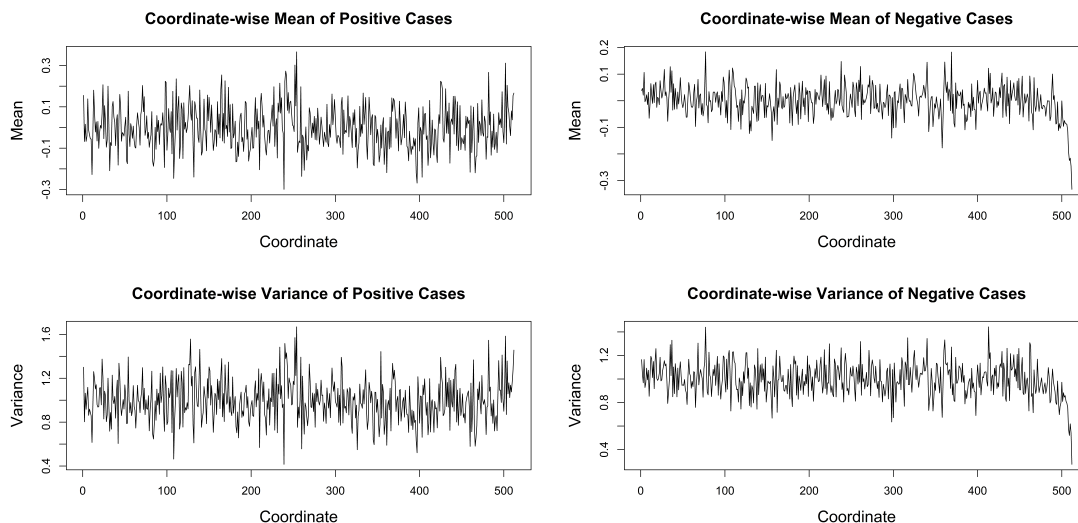 Coordinate-wise Mean of Positive Cases
Mean
0.3
0.1
-0.1
-0.3
0 100 200 300 400 500
Coordinate
Coordinate-wise Mean of Negative Cases
Mean
0.2
0.1
-0.1
-0.3
0 100 200 300 400 500
Coordinate
Coordinate-wise Variance of Positive Cases
Variance
1.6
1.2
0.8
0.4
0 100 200 300 400 500
Coordinate
Coordinate-wise Variance of Negative Cases
Variance
1.2
0.8
0.4
0 100 200 300 400 500
Coordinate